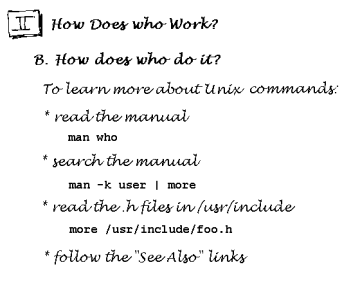 II How Does who Work?
B. How does who do it?
To learn more about Unix commands:
* read the manual
man who
* search the manual
man -k user | more
* read the .h files in /usr/include
more /usr/include/foo.h
* follow the "See Also" links